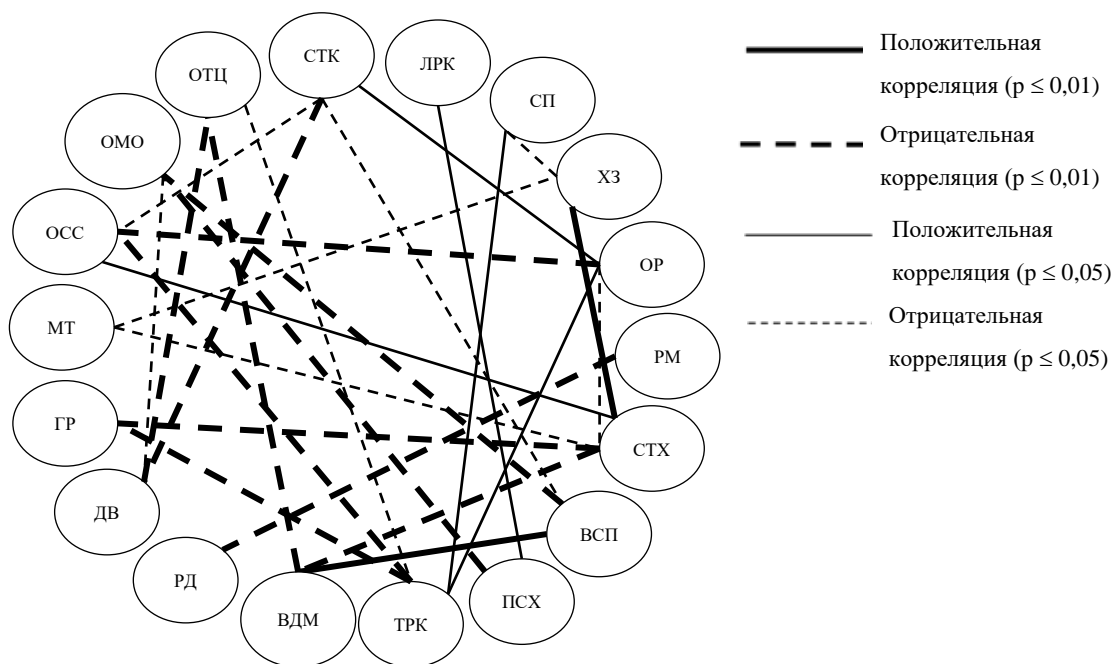 СТК
ЛРК
ОТЦ
СП
ОМО
ХЗ
ОСС
ОР
МТ
РМ
ГР
СТХ
ДВ
ВСП
РД
ПСХ
ВДМ
ТРК
Положительная
корреляция (p ≤ 0,01)
Отрицательная
корреляция (p ≤ 0,01)
Положительная
корреляция (p ≤ 0,05)
Отрицательная
корреляция (p ≤ 0,05)